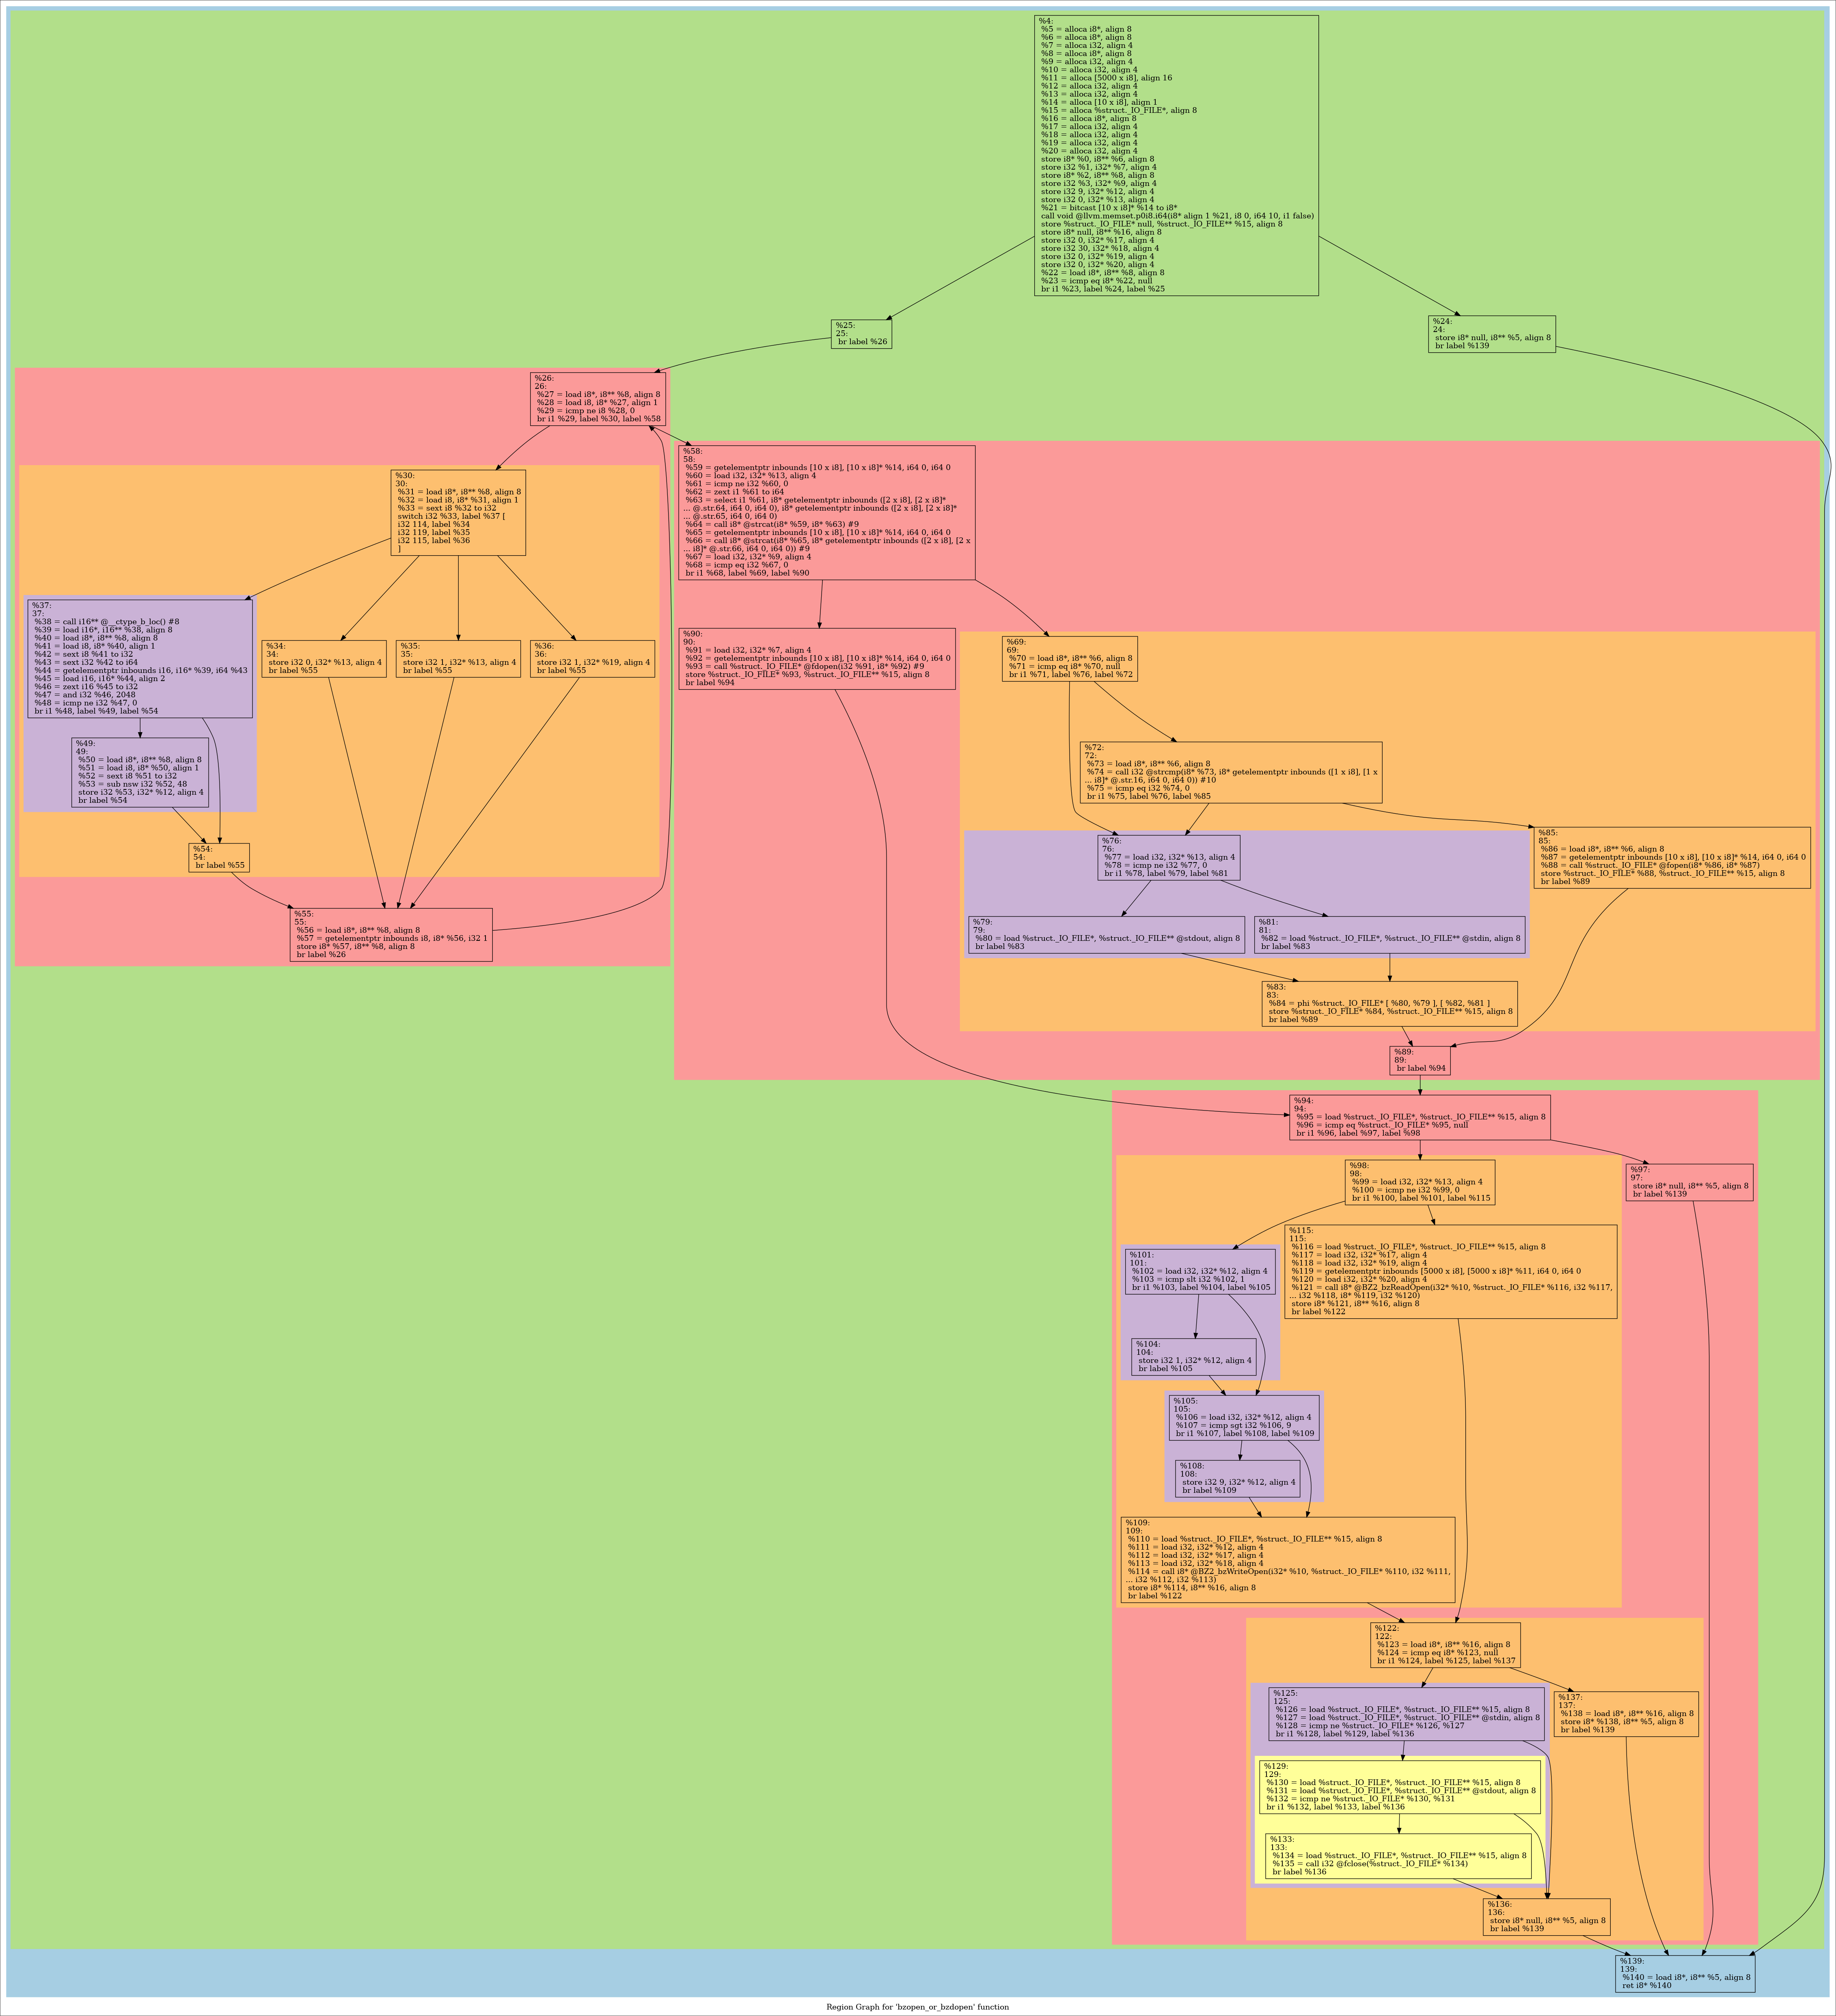 %4:
%5 = alloca i8*, align 8
%6 = alloca i8*, align 8
%7 = alloca i32, align 4
%8 = alloca i8*, align 8
%9 = alloca i32, align 4
%10 = alloca i32, align 4
%11 = alloca [5000 x i8], align 16
%12 = alloca i32, align 4
%13 = alloca i32, align 4
%14 = alloca [10 x i8], align 1
%15 = alloca %struct._IO_FILE*, align 8
%16 = alloca i8*, align 8
%17 = alloca i32, align 4
%18 = alloca i32, align 4
%19 = alloca i32, align 4
%20 = alloca i32, align 4
store i8* %0, i8** %6, align 8
store i32 %1, i32* %7, align 4
store i8* %2, i8** %8, align 8
store i32 %3, i32* %9, align 4
store i32 9, i32* %12, align 4
store i32 0, i32* %13, align 4
%21 = bitcast [10 x i8]* %14 to i8*
call void @llvm.memset.p0i8.i64(i8* align 1 %21, i8 0, i64 10, i1 false)
store %struct._IO_FILE* null, %struct._IO_FILE** %15, align 8
store i8* null, i8** %16, align 8
store i32 0, i32* %17, align 4
store i32 30, i32* %18, align 4
store i32 0, i32* %19, align 4
store i32 0, i32* %20, align 4
%22 = load i8*, i8** %8, align 8
%23 = icmp eq i8* %22, null
br i1 %23, label %24, label %25
%25:
25:
br label %26
%24:
24:
store i8* null, i8** %5, align 8
br label %139
%26:
26:
%27 = load i8*, i8** %8, align 8
%28 = load i8, i8* %27, align 1
%29 = icmp ne i8 %28, 0
br i1 %29, label %30, label %58
%30:
30:
%31 = load i8*, i8** %8, align 8
%32 = load i8, i8* %31, align 1
%33 = sext i8 %32 to i32
switch i32 %33, label %37 [
i32 114, label %34
i32 119, label %35
i32 115, label %36
]
%37:
37:
%38 = call i16** @__ctype_b_loc() #8
%39 = load i16*, i16** %38, align 8
%40 = load i8*, i8** %8, align 8
%41 = load i8, i8* %40, align 1
%42 = sext i8 %41 to i32
%43 = sext i32 %42 to i64
%44 = getelementptr inbounds i16, i16* %39, i64 %43
%45 = load i16, i16* %44, align 2
%46 = zext i16 %45 to i32
%47 = and i32 %46, 2048
%48 = icmp ne i32 %47, 0
br i1 %48, label %49, label %54
%34:
34:
store i32 0, i32* %13, align 4
br label %55
%35:
35:
store i32 1, i32* %13, align 4
br label %55
%36:
36:
store i32 1, i32* %19, align 4
br label %55
%49:
49:
%50 = load i8*, i8** %8, align 8
%51 = load i8, i8* %50, align 1
%52 = sext i8 %51 to i32
%53 = sub nsw i32 %52, 48
store i32 %53, i32* %12, align 4
br label %54
%54:
54:
br label %55
%55:
55:
%56 = load i8*, i8** %8, align 8
%57 = getelementptr inbounds i8, i8* %56, i32 1
store i8* %57, i8** %8, align 8
br label %26
%58:
58:
%59 = getelementptr inbounds [10 x i8], [10 x i8]* %14, i64 0, i64 0
%60 = load i32, i32* %13, align 4
%61 = icmp ne i32 %60, 0
%62 = zext i1 %61 to i64
%63 = select i1 %61, i8* getelementptr inbounds ([2 x i8], [2 x i8]*
... @.str.64, i64 0, i64 0), i8* getelementptr inbounds ([2 x i8], [2 x i8]*
... @.str.65, i64 0, i64 0)
%64 = call i8* @strcat(i8* %59, i8* %63) #9
%65 = getelementptr inbounds [10 x i8], [10 x i8]* %14, i64 0, i64 0
%66 = call i8* @strcat(i8* %65, i8* getelementptr inbounds ([2 x i8], [2 x
... i8]* @.str.66, i64 0, i64 0)) #9
%67 = load i32, i32* %9, align 4
%68 = icmp eq i32 %67, 0
br i1 %68, label %69, label %90
%90:
90:
%91 = load i32, i32* %7, align 4
%92 = getelementptr inbounds [10 x i8], [10 x i8]* %14, i64 0, i64 0
%93 = call %struct._IO_FILE* @fdopen(i32 %91, i8* %92) #9
store %struct._IO_FILE* %93, %struct._IO_FILE** %15, align 8
br label %94
%69:
69:
%70 = load i8*, i8** %6, align 8
%71 = icmp eq i8* %70, null
br i1 %71, label %76, label %72
%72:
72:
%73 = load i8*, i8** %6, align 8
%74 = call i32 @strcmp(i8* %73, i8* getelementptr inbounds ([1 x i8], [1 x
... i8]* @.str.16, i64 0, i64 0)) #10
%75 = icmp eq i32 %74, 0
br i1 %75, label %76, label %85
%76:
76:
%77 = load i32, i32* %13, align 4
%78 = icmp ne i32 %77, 0
br i1 %78, label %79, label %81
%85:
85:
%86 = load i8*, i8** %6, align 8
%87 = getelementptr inbounds [10 x i8], [10 x i8]* %14, i64 0, i64 0
%88 = call %struct._IO_FILE* @fopen(i8* %86, i8* %87)
store %struct._IO_FILE* %88, %struct._IO_FILE** %15, align 8
br label %89
%79:
79:
%80 = load %struct._IO_FILE*, %struct._IO_FILE** @stdout, align 8
br label %83
%81:
81:
%82 = load %struct._IO_FILE*, %struct._IO_FILE** @stdin, align 8
br label %83
%83:
83:
%84 = phi %struct._IO_FILE* [ %80, %79 ], [ %82, %81 ]
store %struct._IO_FILE* %84, %struct._IO_FILE** %15, align 8
br label %89
%89:
89:
br label %94
%94:
94:
%95 = load %struct._IO_FILE*, %struct._IO_FILE** %15, align 8
%96 = icmp eq %struct._IO_FILE* %95, null
br i1 %96, label %97, label %98
%98:
98:
%99 = load i32, i32* %13, align 4
%100 = icmp ne i32 %99, 0
br i1 %100, label %101, label %115
%97:
97:
store i8* null, i8** %5, align 8
br label %139
%101:
101:
%102 = load i32, i32* %12, align 4
%103 = icmp slt i32 %102, 1
br i1 %103, label %104, label %105
%115:
115:
%116 = load %struct._IO_FILE*, %struct._IO_FILE** %15, align 8
%117 = load i32, i32* %17, align 4
%118 = load i32, i32* %19, align 4
%119 = getelementptr inbounds [5000 x i8], [5000 x i8]* %11, i64 0, i64 0
%120 = load i32, i32* %20, align 4
%121 = call i8* @BZ2_bzReadOpen(i32* %10, %struct._IO_FILE* %116, i32 %117,
... i32 %118, i8* %119, i32 %120)
store i8* %121, i8** %16, align 8
br label %122
%104:
104:
store i32 1, i32* %12, align 4
br label %105
%105:
105:
%106 = load i32, i32* %12, align 4
%107 = icmp sgt i32 %106, 9
br i1 %107, label %108, label %109
%108:
108:
store i32 9, i32* %12, align 4
br label %109
%109:
109:
%110 = load %struct._IO_FILE*, %struct._IO_FILE** %15, align 8
%111 = load i32, i32* %12, align 4
%112 = load i32, i32* %17, align 4
%113 = load i32, i32* %18, align 4
%114 = call i8* @BZ2_bzWriteOpen(i32* %10, %struct._IO_FILE* %110, i32 %111,
... i32 %112, i32 %113)
store i8* %114, i8** %16, align 8
br label %122
%122:
122:
%123 = load i8*, i8** %16, align 8
%124 = icmp eq i8* %123, null
br i1 %124, label %125, label %137
%125:
125:
%126 = load %struct._IO_FILE*, %struct._IO_FILE** %15, align 8
%127 = load %struct._IO_FILE*, %struct._IO_FILE** @stdin, align 8
%128 = icmp ne %struct._IO_FILE* %126, %127
br i1 %128, label %129, label %136
%137:
137:
%138 = load i8*, i8** %16, align 8
store i8* %138, i8** %5, align 8
br label %139
%129:
129:
%130 = load %struct._IO_FILE*, %struct._IO_FILE** %15, align 8
%131 = load %struct._IO_FILE*, %struct._IO_FILE** @stdout, align 8
%132 = icmp ne %struct._IO_FILE* %130, %131
br i1 %132, label %133, label %136
%133:
133:
%134 = load %struct._IO_FILE*, %struct._IO_FILE** %15, align 8
%135 = call i32 @fclose(%struct._IO_FILE* %134)
br label %136
%136:
136:
store i8* null, i8** %5, align 8
br label %139
%139:
139:
%140 = load i8*, i8** %5, align 8
ret i8* %140
Region Graph for 'bzopen_or_bzdopen' function